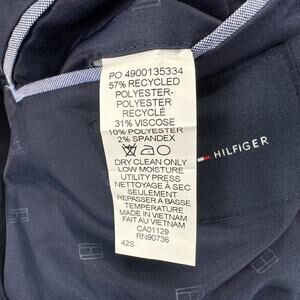 PO 4900135334
57% RECYCLED
POLYESTER-
POLYESTER
RECYCLÉ
31% VISCOSE
10% POLYESTER
2% SPANDEX
DRY CLEAN ONLY
LOW MOISTURE
UTILITY PRESS
NETTOYAGE A SEC
SEULEMENT
REPASSER À BASSE
TEMPÉRATURE
MADE IN VIETNAM
FAIT AU VIETNAM
CA01129
RN90736
42S
HILFIGER